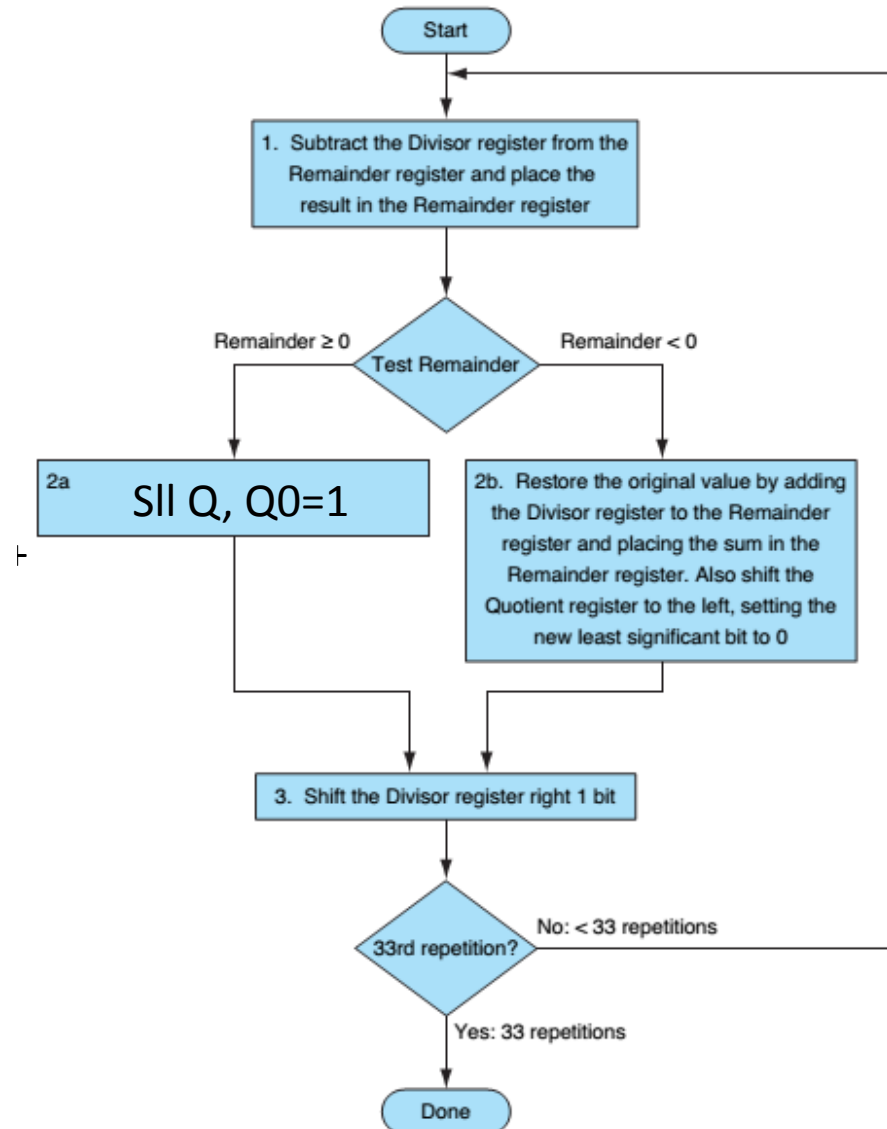 Start
1. Subtract the Divisor register from the
Remainder register and place the
result in the Remainder register
Remainder ≥ 0
Test Remainder
Remainder < 0
2a
Sll Q, Q0=1
2b. Restore the original value by adding
the Divisor register to the Remainder
register and placing the sum in the
Remainder register. Also shift the
Quotient register to the left, setting the
new least significant bit to 0
3. Shift the Divisor register right 1 bit
33rd repetition?
No: < 33 repetitions
Yes: 33 repetitions
Done